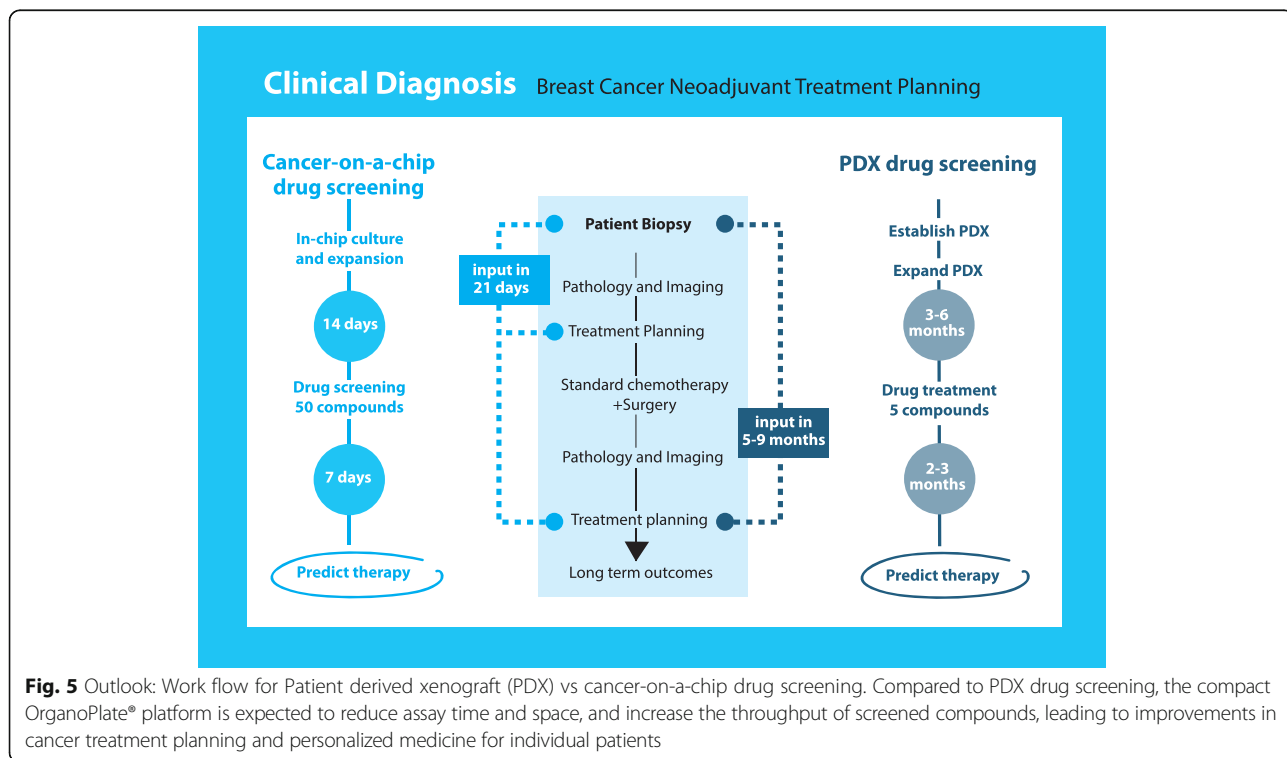 Clinical Diagnosis Breast Cancer Neoadjuvant Treatment Planning
Cancer-on-a-chip
drug screening
In-chip culture
and expansion
14 days
Drug screening
50 compounds
7 days
Predict therapy
input in
21 days
Patient Biopsy
Pathology and Imaging
Treatment Planning
Standard chemotherapy
+Surgery
Pathology and Imaging
Treatment planning
Long term outcomes
input in
5-9 months
PDX drug screening
Establish PDX
Expand PDX
3-6
months
Drug treatment
5 compounds
2-3
months
Predict therapy
Fig. 5 Outlook: Work flow for Patient derived xenograft (PDX) vs cancer-on-a-chip drug screening. Compared to PDX drug screening, the compact
OrganoPlate® platform is expected to reduce assay time and space, and increase the throughput of screened compounds, leading to improvements in
cancer treatment planning and personalized medicine for individual patients